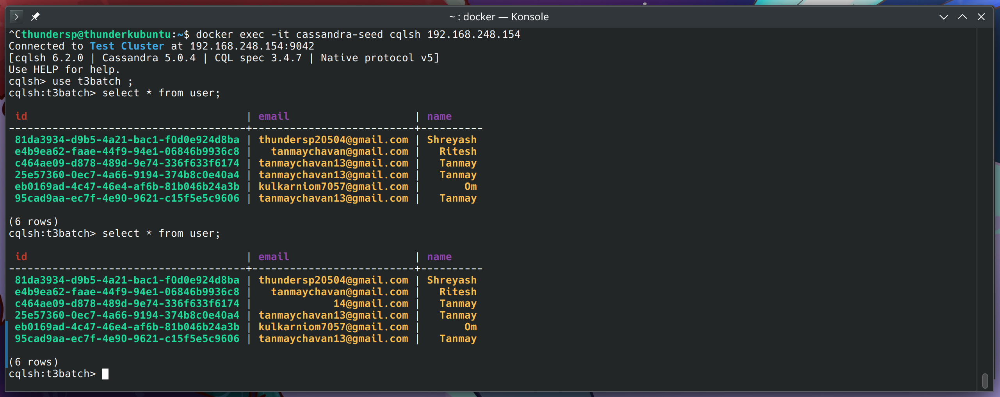 ~ : docker — Konsole
^Cthundersp@thunderkubuntu:~$ docker exec -it cassandra-seed cqlsh 192.168.248.154
Connected to Test Cluster at 192.168.248.154:9042
[cqlsh 6.2.0 | Cassandra 5.0.4 | CQL spec 3.4.7 | Native protocol v5]
Use HELP for help.
cqlsh> use t3batch ;
cqlsh:t3batch> select * from user;
 id                                   | email                    | name
--------------------------------------+--------------------------+----------
 81da3934-d9b5-4a21-bac1-f0d0e924d8ba | thundersp20504@gmail.com | Shreyash
 e4b9ea62-faae-44f9-94e1-06846b9936c8 |   tanmaychavan@gmail.com |   Ritesh
 c464ae09-d878-489d-9e74-336f633f6174 | tanmaychavan13@gmail.com |   Tanmay
 25e57360-0ec7-4a66-9194-374b8c0e40a4 | tanmaychavan13@gmail.com |   Tanmay
 eb0169ad-4c47-46e4-af6b-81b046b24a3b | kulkarniom7057@gmail.com |       Om
 95cad9aa-ec7f-4e90-9621-c15f5e5c9606 | tanmaychavan13@gmail.com |   Tanmay
(6 rows)
cqlsh:t3batch> select * from user;
 id                                   | email                    | name
--------------------------------------+--------------------------+----------
 81da3934-d9b5-4a21-bac1-f0d0e924d8ba | thundersp20504@gmail.com | Shreyash
 e4b9ea62-faae-44f9-94e1-06846b9936c8 |   tanmaychavan@gmail.com |   Ritesh
 c464ae09-d878-489d-9e74-336f633f6174 |             14@gmail.com |   Tanmay
 25e57360-0ec7-4a66-9194-374b8c0e40a4 | tanmaychavan13@gmail.com |   Tanmay
 eb0169ad-4c47-46e4-af6b-81b046b24a3b | kulkarniom7057@gmail.com |       Om
 95cad9aa-ec7f-4e90-9621-c15f5e5c9606 | tanmaychavan13@gmail.com |   Tanmay
(6 rows)
cqlsh:t3batch>